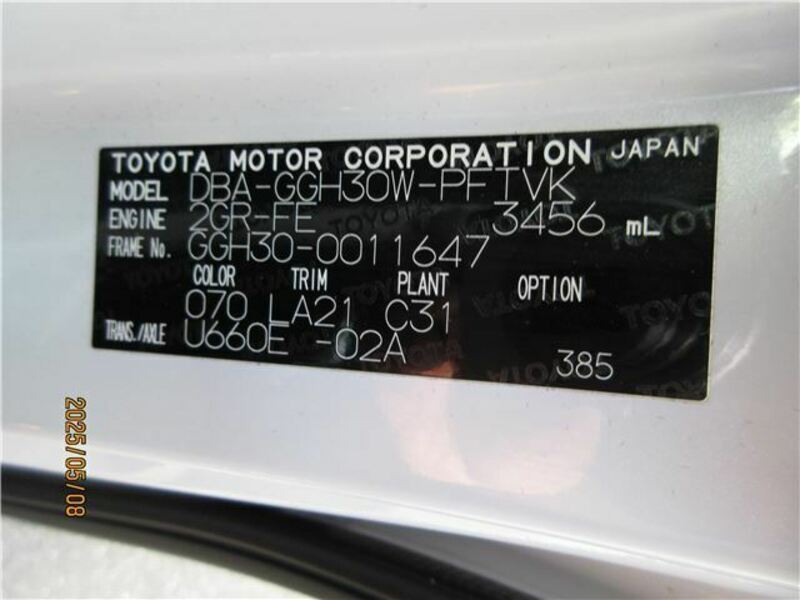 TOYOTA MOTOR CORPORATION JAPAN
MODEL DBA-GGH30W-PFTVK
ENGINE 2GR-FE 3456 mL
FRAME No. GGH30-0011647
COLOR TRIM PLANT OPTION
070 LA21 C31
TRANS./AXLE U660E -02A 385
2025/05/08